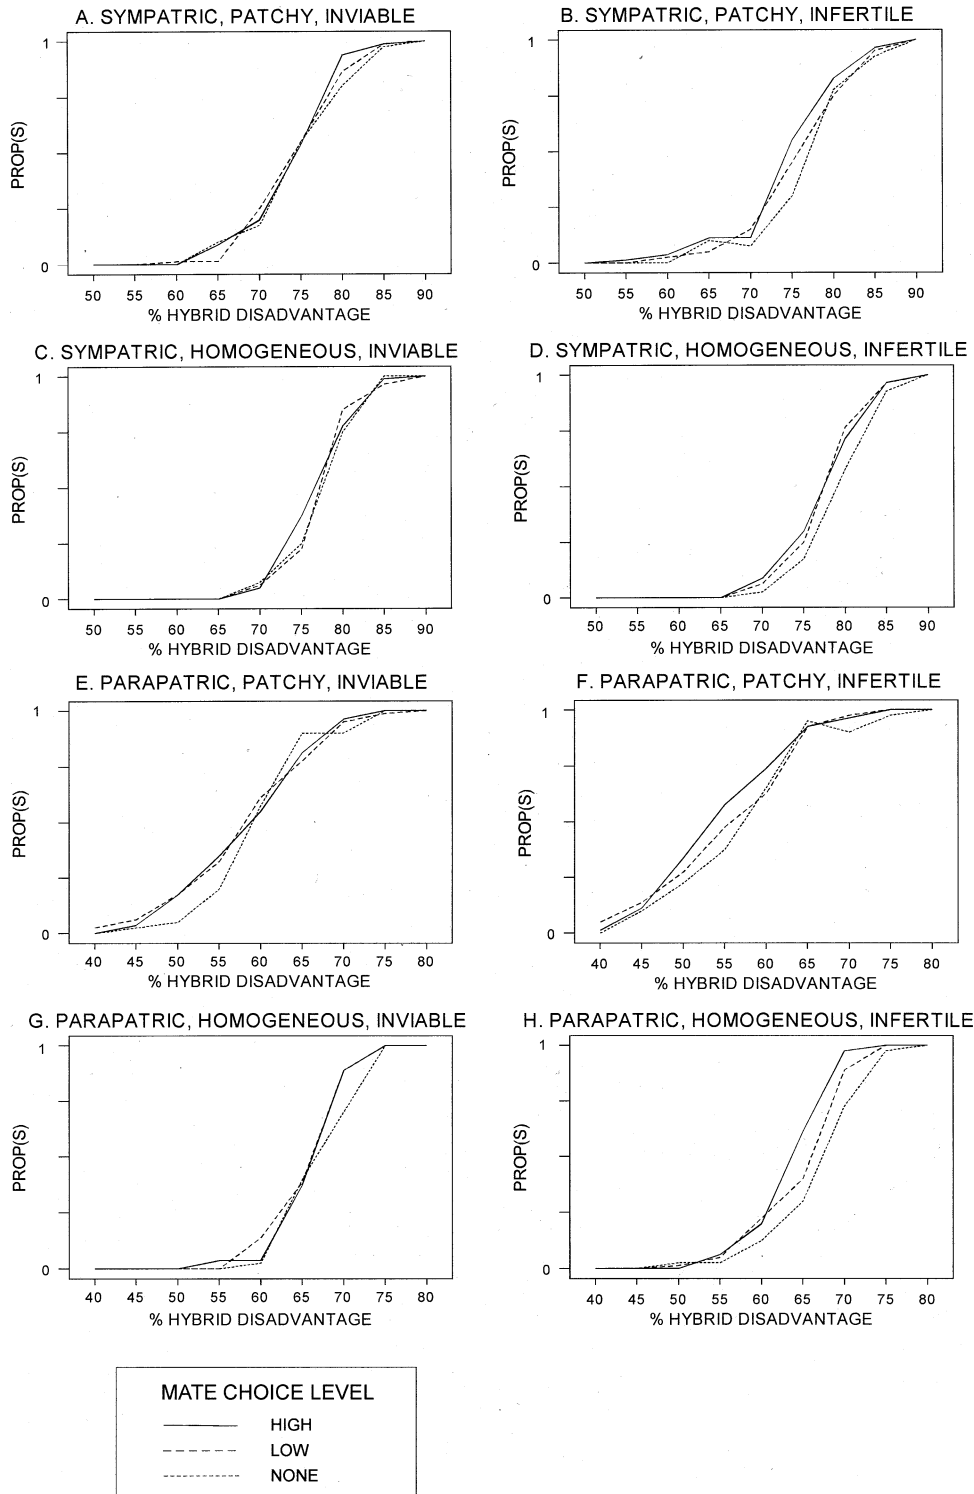 A. SYMPATRIC, PATCHY, INVIABLE
1
PROP(S)
0
50 55 60 65 70 75 80 85 90
% HYBRID DISADVANTAGE
B. SYMPATRIC, PATCHY, INFERTILE
1
PROP(S)
0
50 55 60 65 70 75 80 85 90
% HYBRID DISADVANTAGE
C. SYMPATRIC, HOMOGENEOUS, INVIABLE
1
PROP(S)
0
50 55 60 65 70 75 80 85 90
% HYBRID DISADVANTAGE
D. SYMPATRIC, HOMOGENEOUS, INFERTILE
1
PROP(S)
0
50 55 60 65 70 75 80 85 90
% HYBRID DISADVANTAGE
E. PARAPATRIC, PATCHY, INVIABLE
1
PROP(S)
0
40 45 50 55 60 65 70 75 80
% HYBRID DISADVANTAGE
F. PARAPATRIC, PATCHY, INFERTILE
1
PROP(S)
0
40 45 50 55 60 65 70 75 80
% HYBRID DISADVANTAGE
G. PARAPATRIC, HOMOGENEOUS, INVIABLE
1
PROP(S)
0
40 45 50 55 60 65 70 75 80
% HYBRID DISADVANTAGE
H. PARAPATRIC, HOMOGENEOUS, INFERTILE
1
PROP(S)
0
40 45 50 55 60 65 70 75 80
% HYBRID DISADVANTAGE
MATE CHOICE LEVEL
HIGH
LOW
NONE